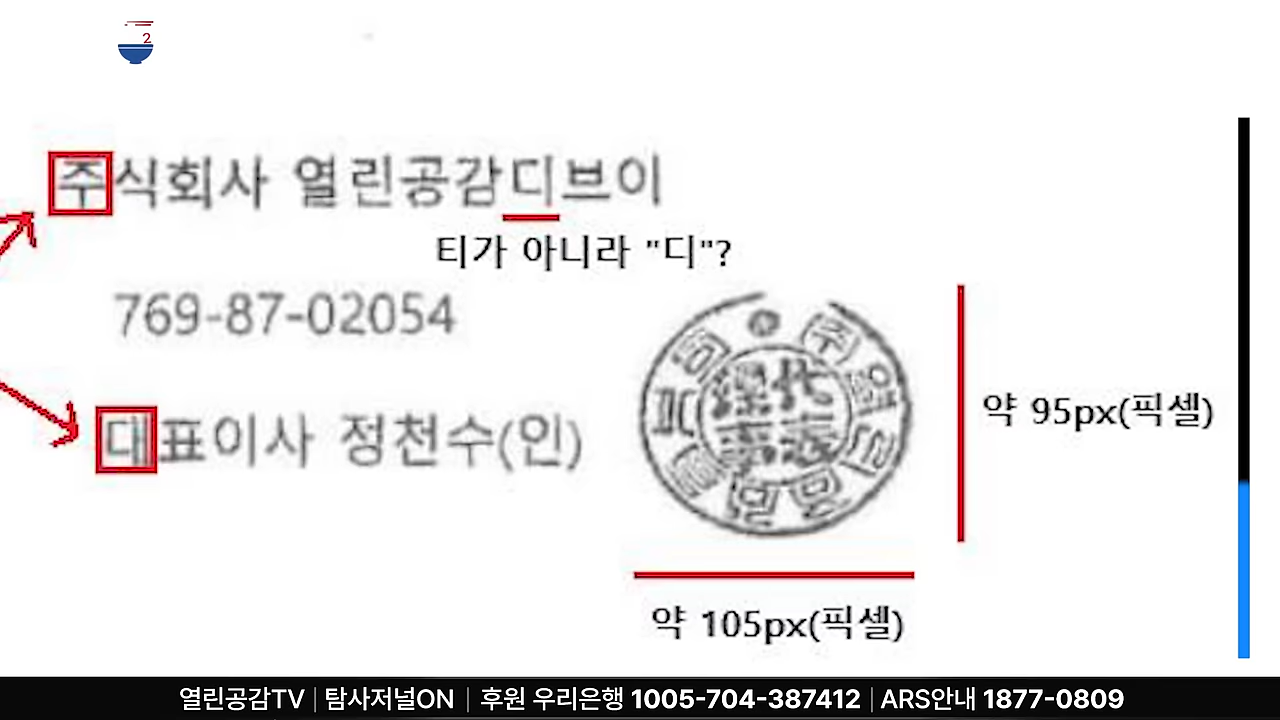 2
주식회사 열린공감디브이
티가 아니라 "디"?
769-87-02054
약 95px(픽셀)
대표이사 정천수(인)
약 105px(픽셀)
열린공감TV | 탐사저널ON | 후원 우리은행 1005-704-387412 | ARS안내 1877-0809